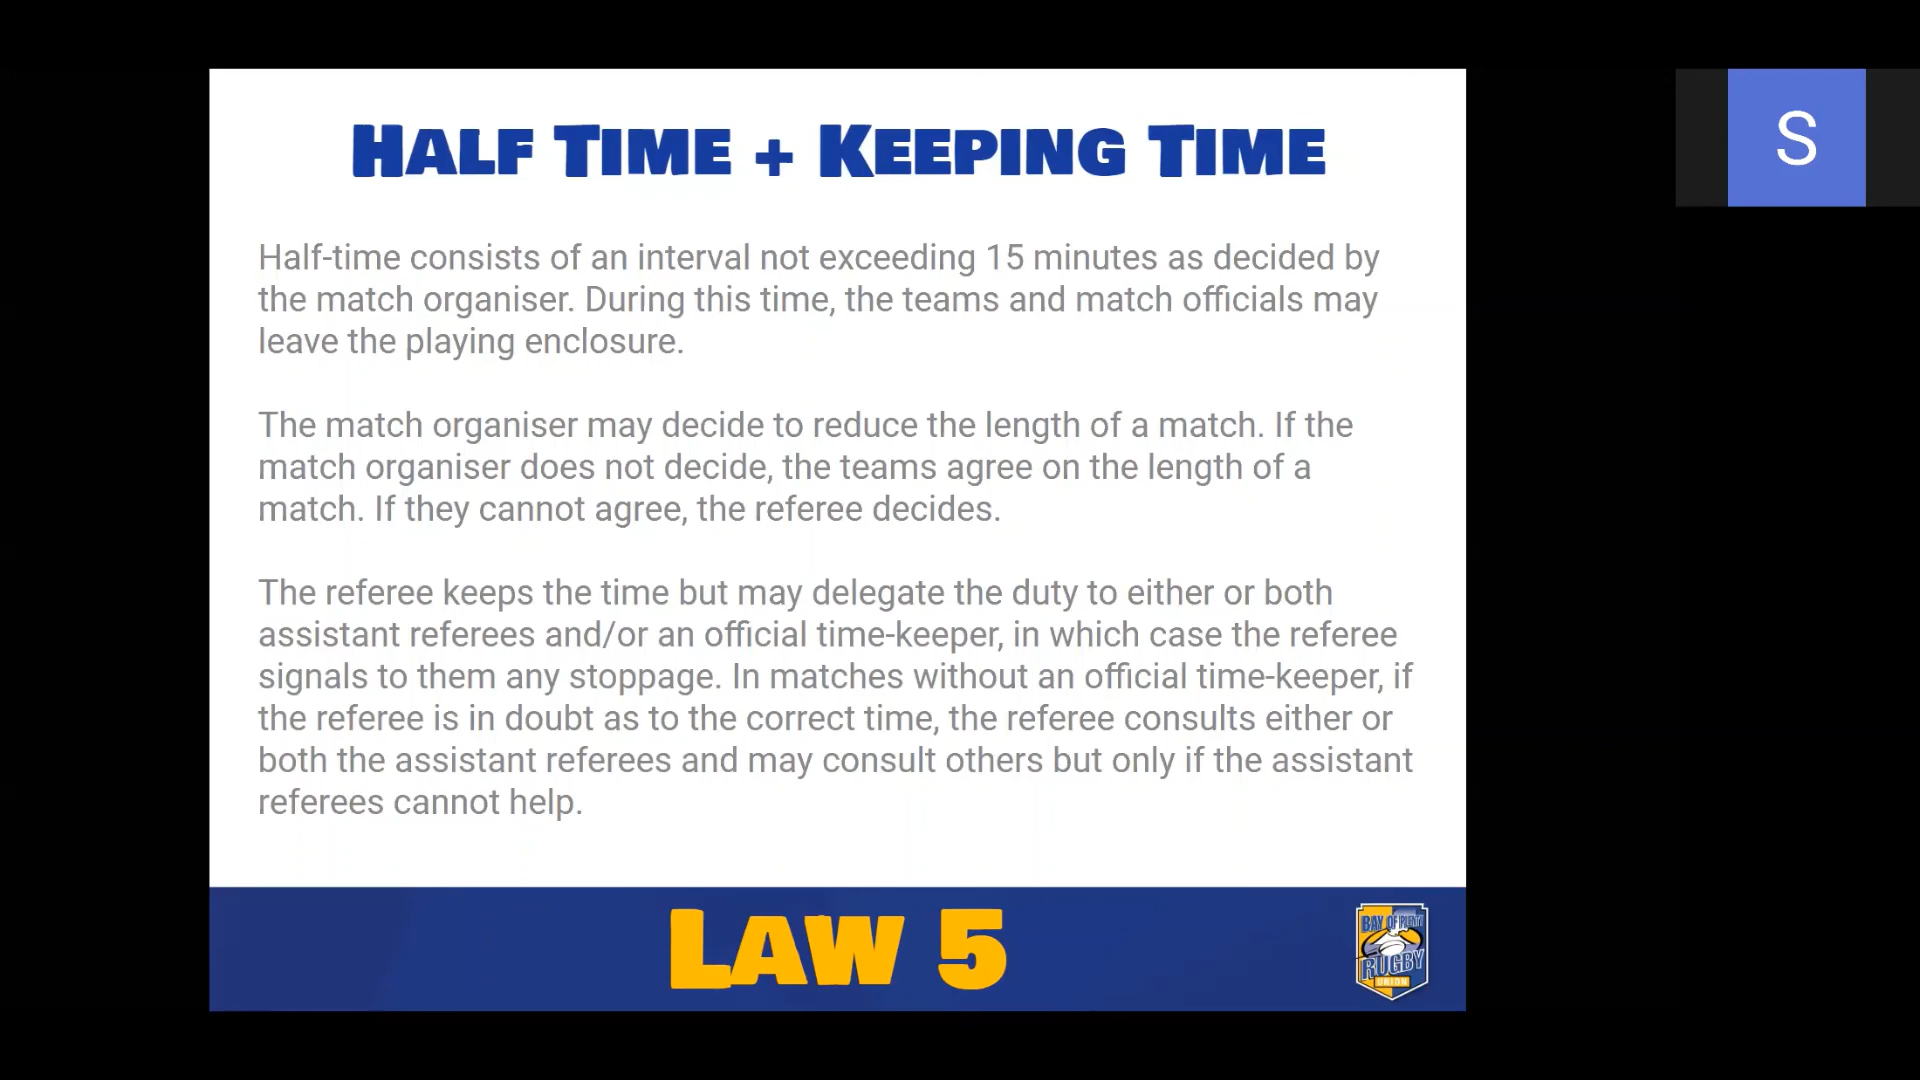 HALF TIME + KEEPING TIME
S
Half-time consists of an interval not exceeding 15 minutes as decided by
the match organiser. During this time, the teams and match officials may
leave the playing enclosure.
The match organiser may decide to reduce the length of a match. If the
match organiser does not decide, the teams agree on the length of a
match. If they cannot agree, the referee decides.
The referee keeps the time but may delegate the duty to either or both
assistant referees and/or an official time-keeper, in which case the referee
signals to them any stoppage. In matches without an official time-keeper, if
the referee is in doubt as to the correct time, the referee consults either or
both the assistant referees and may consult others but only if the assistant
referees cannot help.
LAW 5
BAY OF PLENTY
RUGBY
UNION